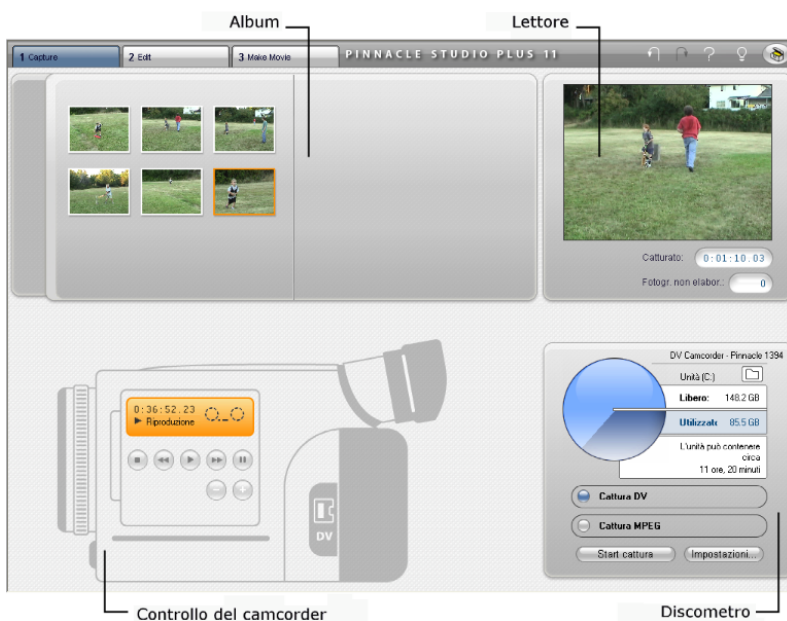 Album
Lettore
1 Capture
2 Edit
3 Make Movie
PINNACLE STUDIO PLUS 11
Catturato: 0:01:10.03
Fotogr. non elabor.: 0
0:36:52.23
Riproduzione
DV
DV Camcorder - Pinnacle 1394
Unità (C:)
Libero: 148.2 GB
Utilizzato 85.5 GB
L'unità può contenere
circa
11 ore, 20 minuti
Cattura DV
Cattura MPEG
Start cattura
Impostazioni...
Controllo del camcorder
Discometro